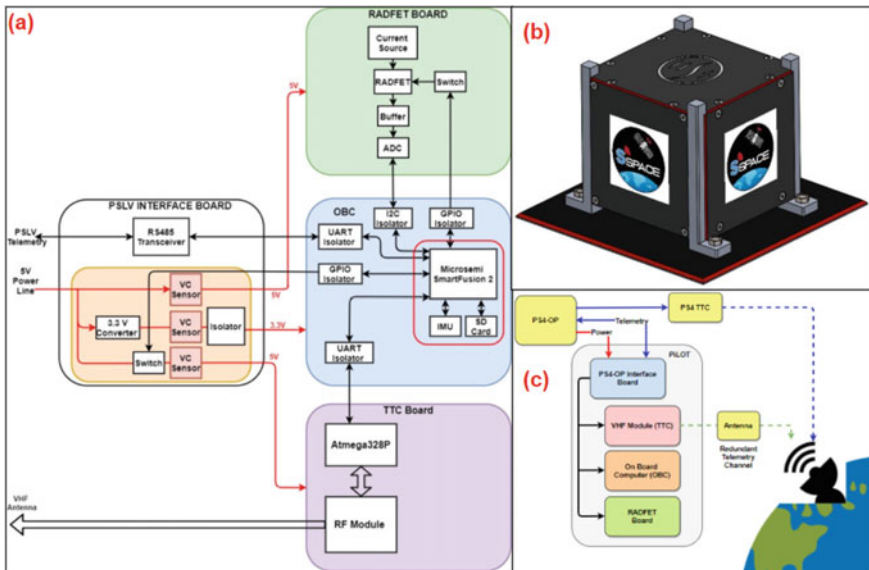 (a)
RADFET BOARD
Current
Source
5V
RADFET
Switch
Buffer
ADC
PSLV INTERFACE BOARD
OBC
I2C
Isolator
GPIO
Isolator
PSLV
Telemetry
RS485
Transceiver
UART
Isolator
GPIO
Isolator
Microsemi
SmartFusion 2
5V
Power
Line
VC
Sensor
5V
3.3 V
Converter
VC
Sensor
Isolator
3.3V
IMU
SD
Card
Switch
VC
Sensor
5V
UART
Isolator
TTC Board
Atmega328P
VHF
Antenna
RF Module
(b)
SSPACE
SSPACE
PS4-OP
PS4 TTC
Telemetry
Power
PiLOT
(c)
PS4-OP Interface
Board
VHF Module (TTC)
Antenna
Redundant
Telemetry
Channel
On Board
Computer (OBC)
RADFET
Board